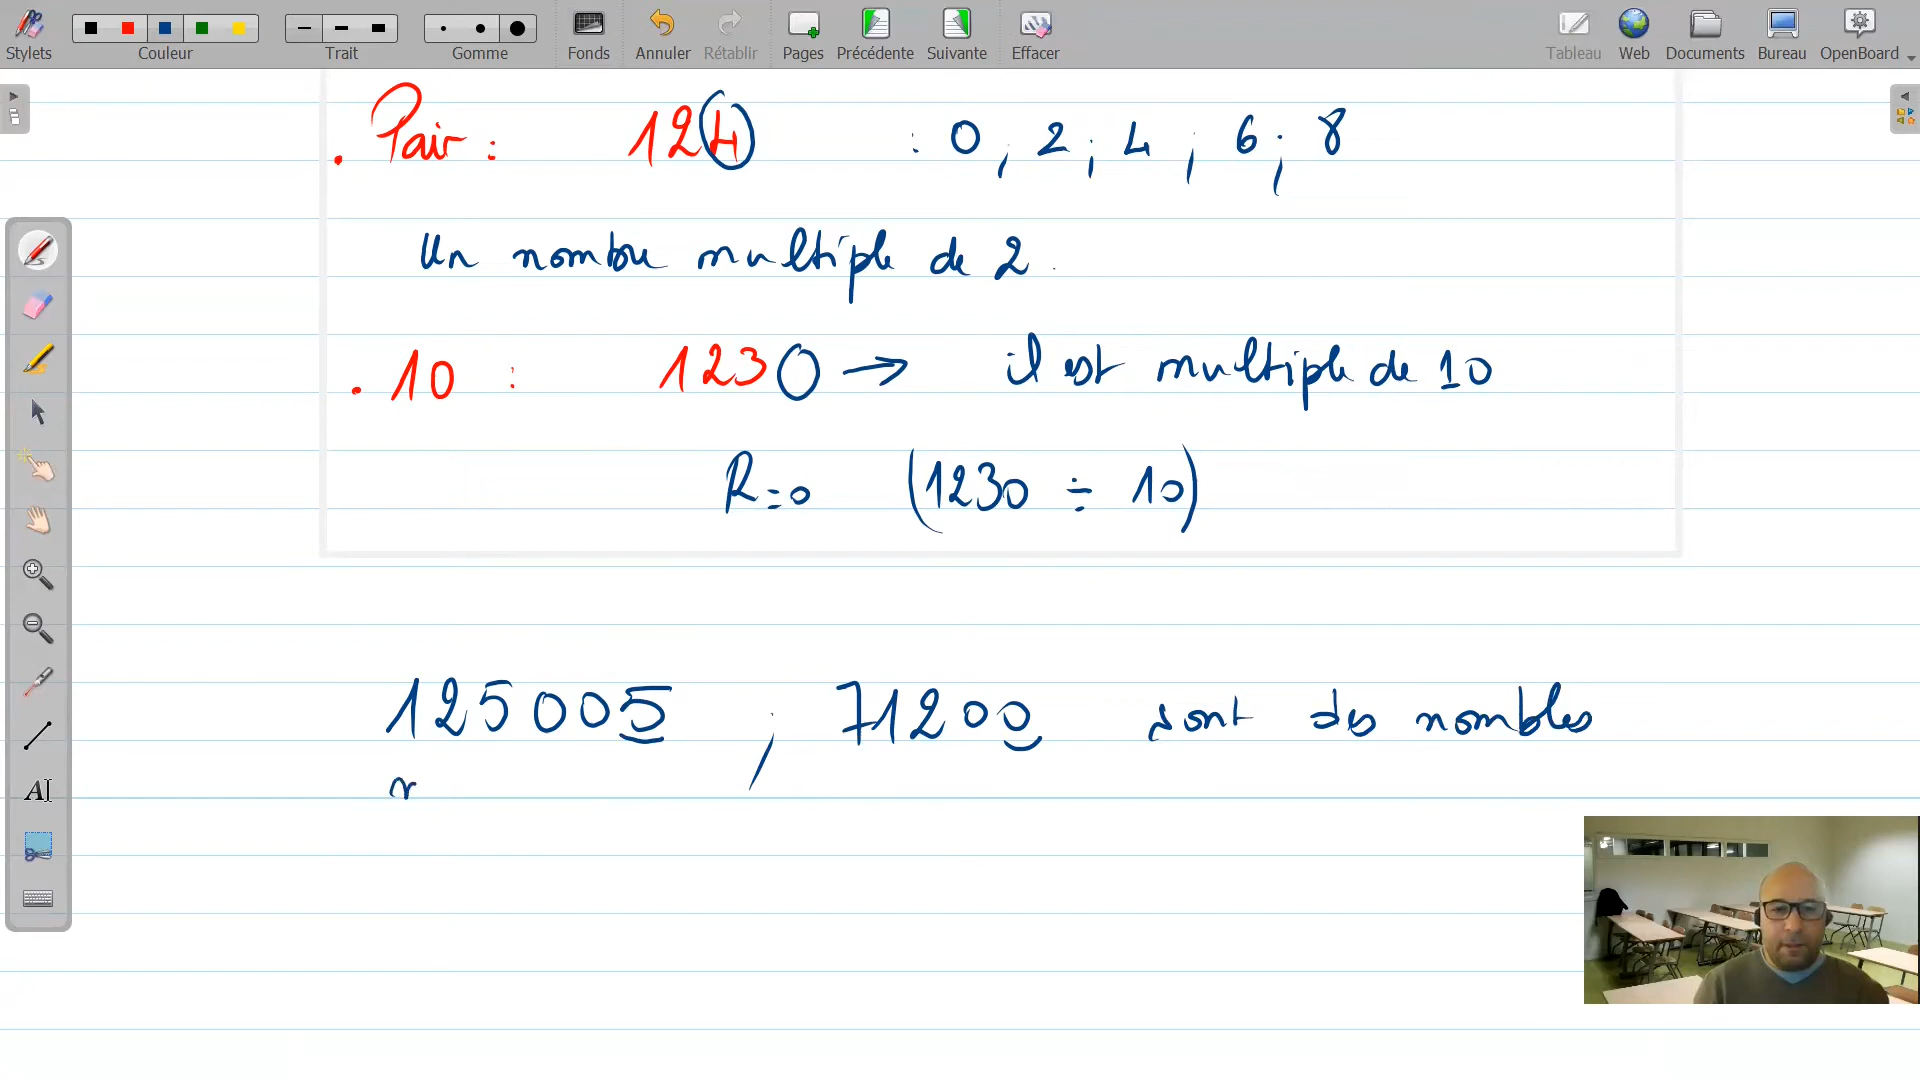 Stylets Couleur Trait Gomme Fonds Annuler Rétablir Pages Précédente Suivante Effacer Tableau Web Documents Bureau OpenBoard
. Pair : 124 : 0 ; 2 ; 4 ; 6 ; 8
Un nombre multiple de 2.
. 10 : 1230 → il est multiple de 10
R=0 (1230 ÷ 10)
125005 ; 71200 sont des nombles
m